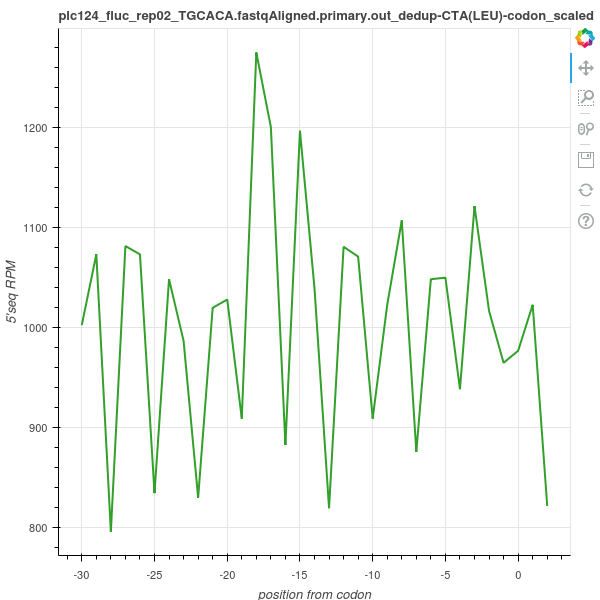 plc124_fluc_rep02_TGCACA.fastqAligned.primary.out_dedup-CTA(LEU)-codon_scaled
5'seq RPM
1200
1100
1000
900
800
-30 -25 -20 -15 -10 -5 0
position from codon